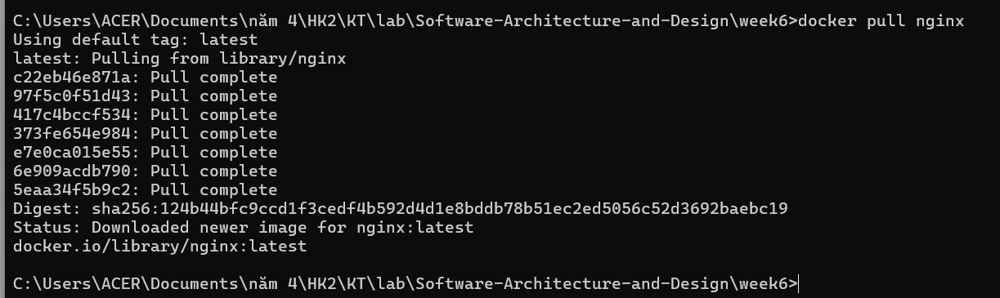 C:\Users\ACER\Documents\năm 4\HK2\KT\lab\Software-Architecture-and-Design\week6>docker pull nginx
Using default tag: latest
latest: Pulling from library/nginx
c22eb46e871a: Pull complete
97f5c0f51d43: Pull complete
417c4bccf534: Pull complete
373fe654e984: Pull complete
e7e0ca015e55: Pull complete
6e909acdb790: Pull complete
5eaa34f5b9c2: Pull complete
Digest: sha256:124b44bfc9ccd1f3cedf4b592d4d1e8bddb78b51ec2ed5056c52d3692baebc19
Status: Downloaded newer image for nginx:latest
docker.io/library/nginx:latest
C:\Users\ACER\Documents\năm 4\HK2\KT\lab\Software-Architecture-and-Design\week6>